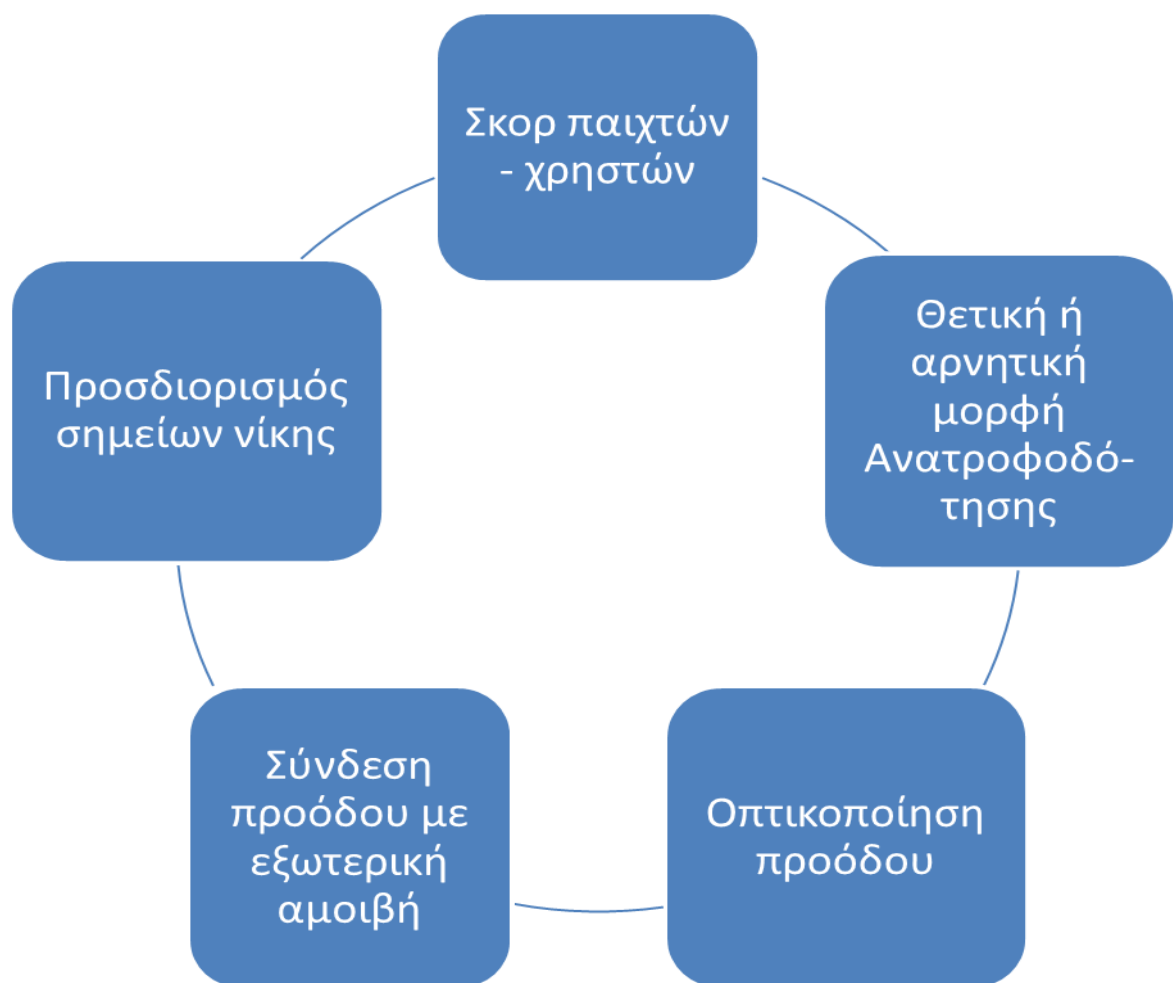 Σκορ παιχτών
- χρηστών
Θετική ή
αρνητική
μορφή
Ανατροφοδό-
τησης
Οπτικοποίηση
προόδου
Σύνδεση
προόδου με
εξωτερική
αμοιβή
Προσδιορισμός
σημείων νίκης